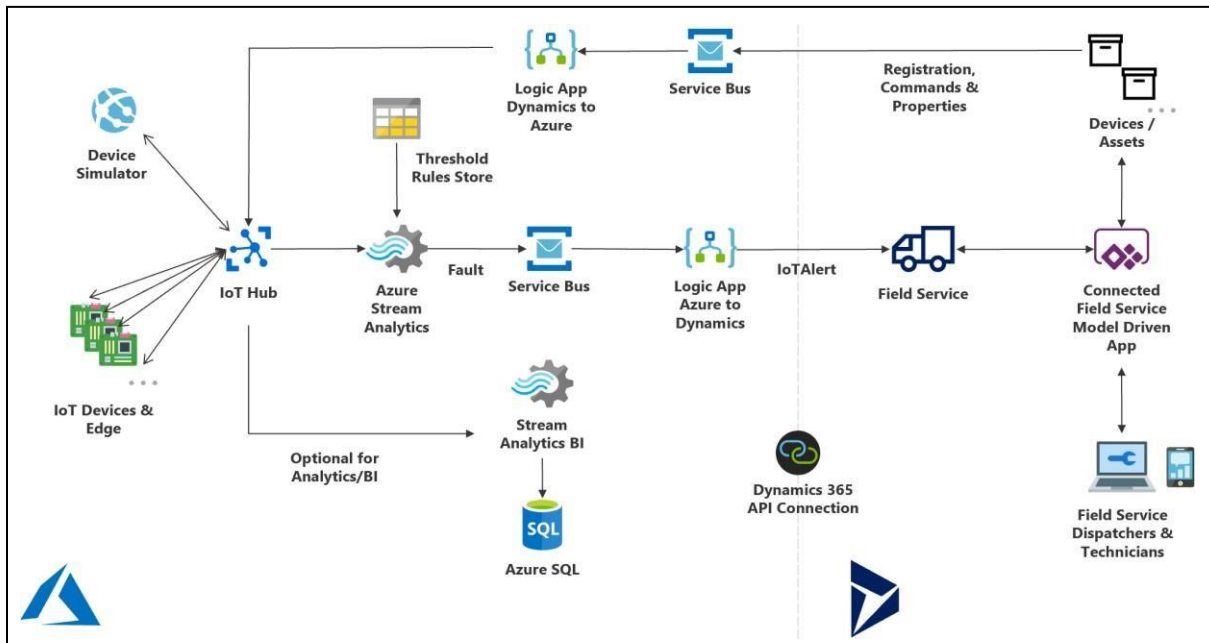 Logic App
Dynamics to
Azure
Service Bus
Registration,
Commands &
Properties
Devices /
Assets
Device
Simulator
Threshold
Rules Store
IoT Hub
Azure
Stream
Analytics
Fault
Service Bus
Logic App
Azure to
Dynamics
IoTAlert
Field Service
Connected
Field Service
Model Driven
App
IoT Devices &
Edge
Optional for
Analytics/BI
Stream
Analytics BI
SQL
Azure SQL
Dynamics 365
API Connection
Field Service
Dispatchers &
Technicians